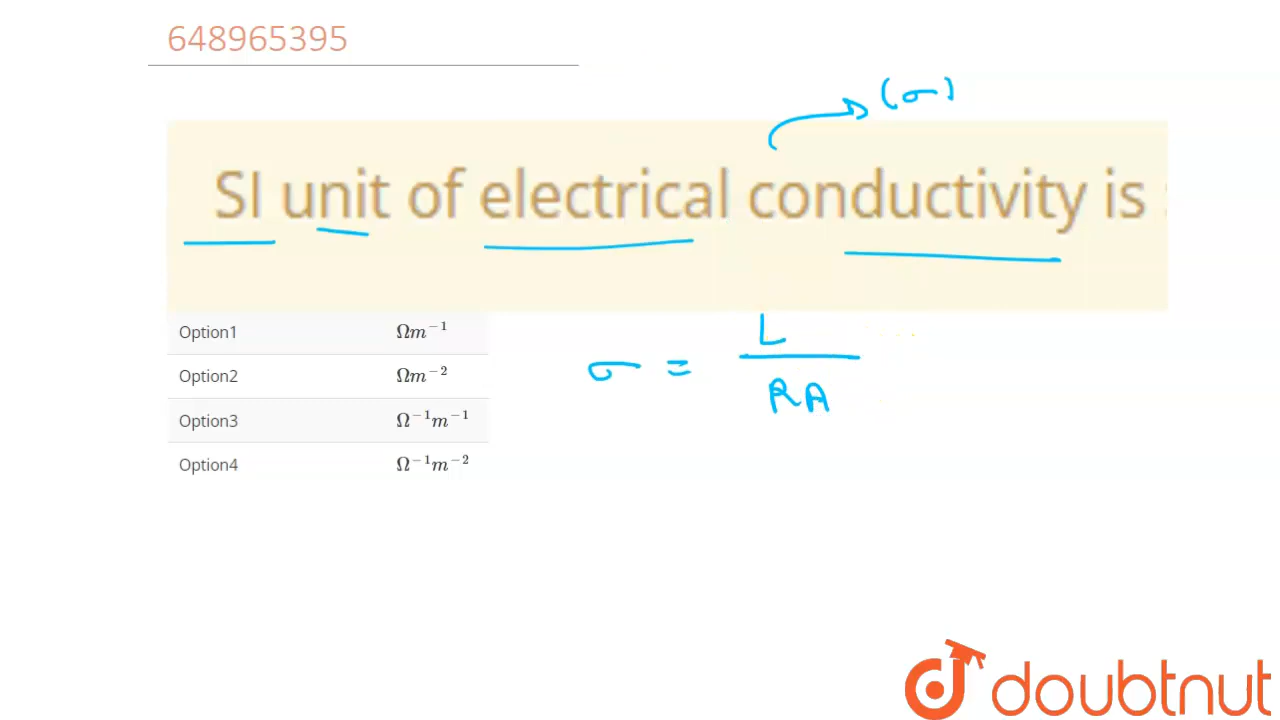 648965395
(σ)
SI unit of electrical conductivity is :
Option1 Ωm⁻¹
Option2 Ωm⁻²
Option3 Ω⁻¹m⁻¹
Option4 Ω⁻¹m⁻²
σ = L / RA
doubtnut